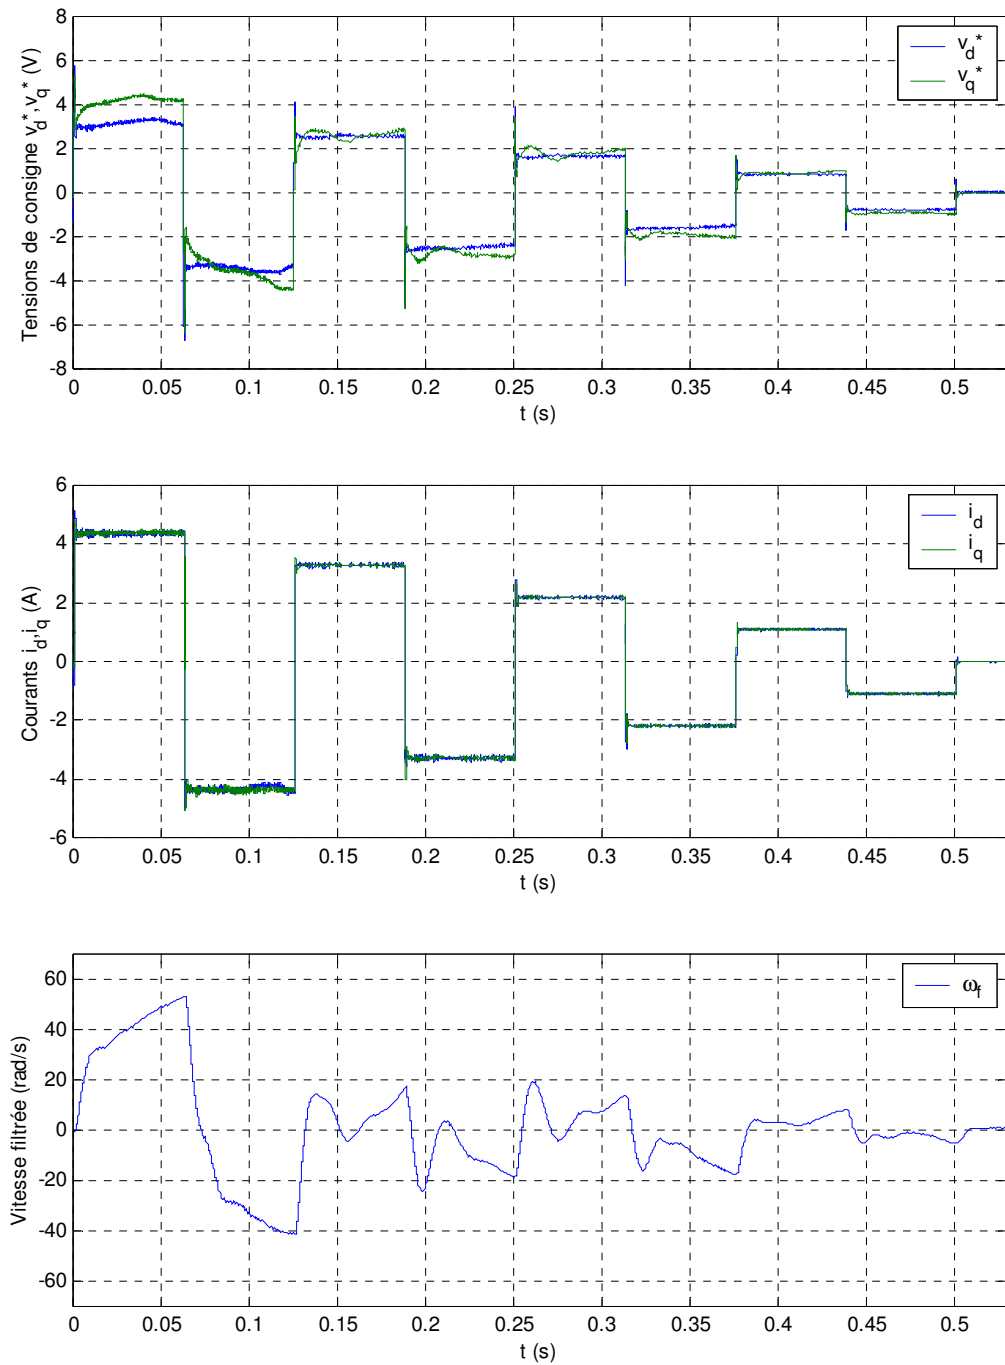 Tensions de consigne v_d*, v_q* (V)
8
6
4
2
0
-2
-4
-6
-8
v_d*
v_q*
0 0.05 0.1 0.15 0.2 0.25 0.3 0.35 0.4 0.45 0.5
t (s)
Courants i_d,i_q (A)
6
4
2
0
-2
-4
-6
i_d
i_q
0 0.05 0.1 0.15 0.2 0.25 0.3 0.35 0.4 0.45 0.5
t (s)
Vitesse filtrée (rad/s)
60
40
20
0
-20
-40
-60
ω_f
0 0.05 0.1 0.15 0.2 0.25 0.3 0.35 0.4 0.45 0.5
t (s)